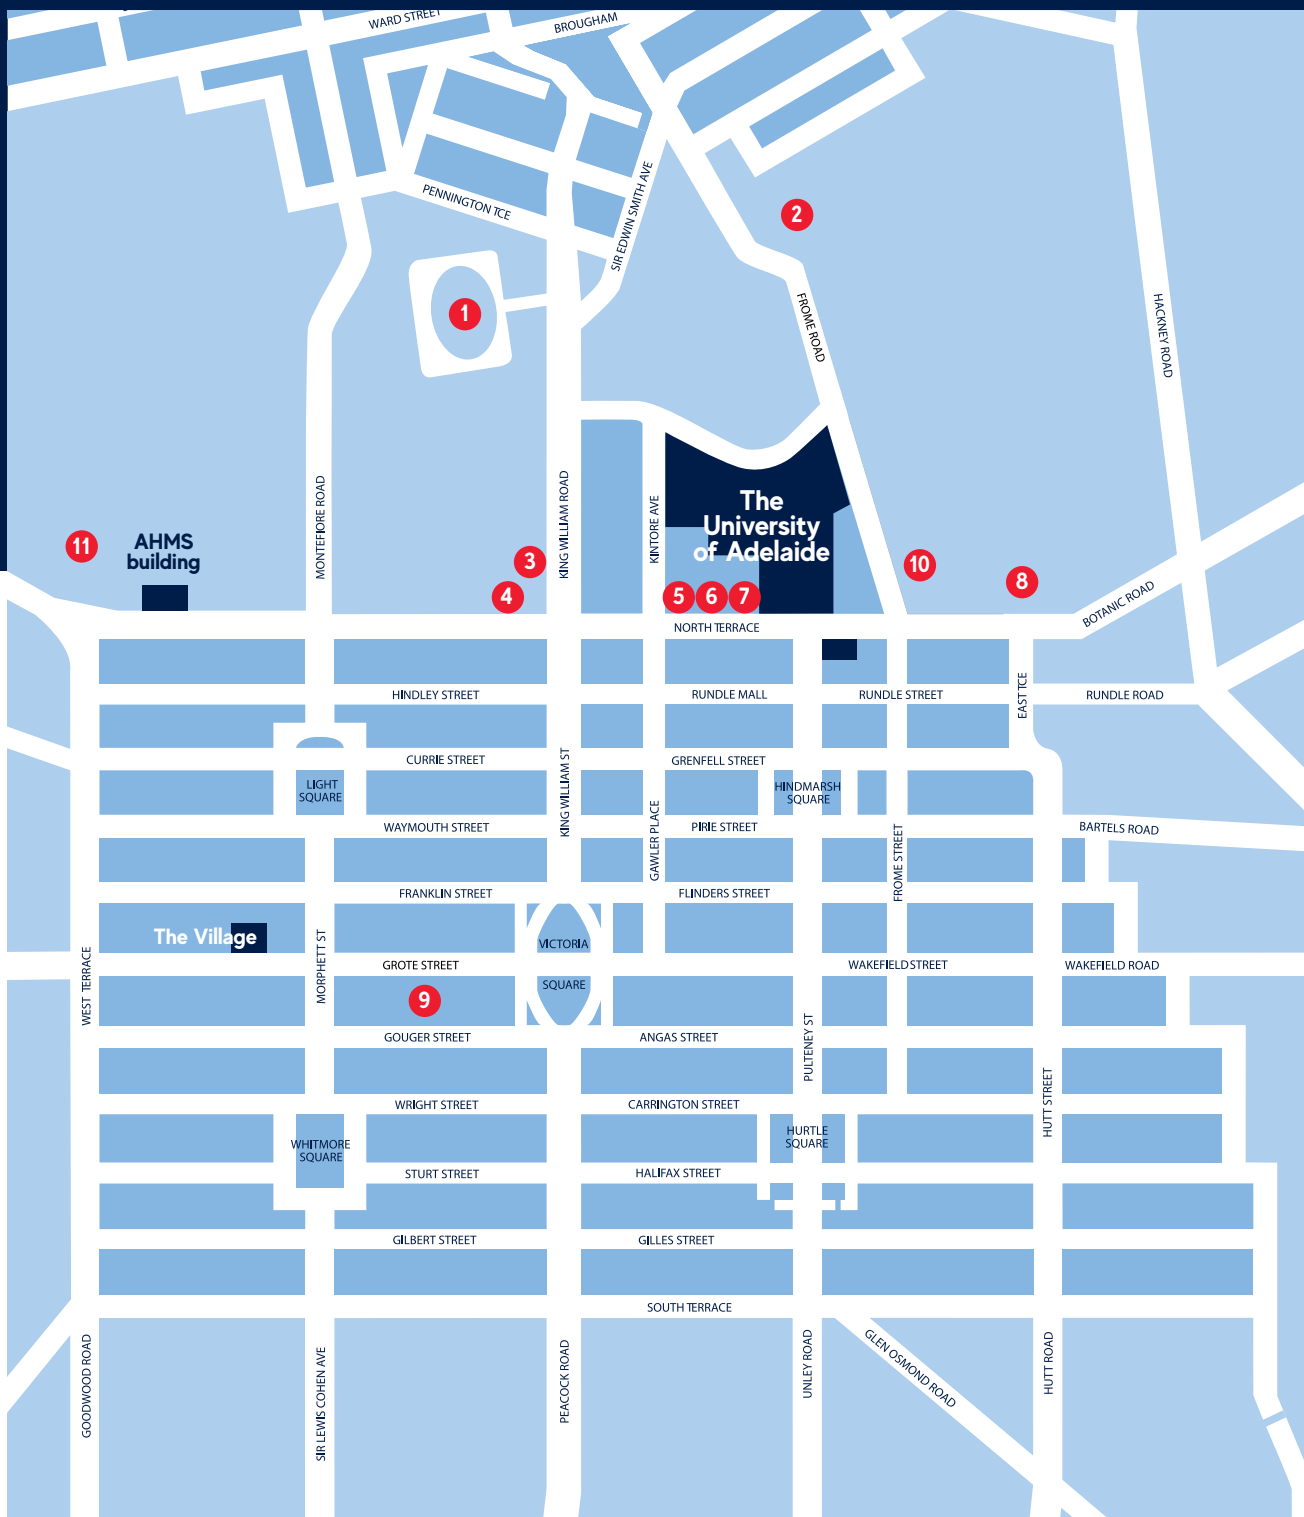 WARD STREET
BROUGHAM
PENNINGTON TCE
SIR EDWIN SMITH AVE
2
1
FROME ROAD
HACKNEY ROAD
MONTEFIORE ROAD
KING WILLIAM ROAD
KINTORE AVE
The
University
of Adelaide
11
AHMS
building
3
4
5
6
7
10
8
BOTANIC ROAD
NORTH TERRACE
HINDLEY STREET
RUNDLE MALL
RUNDLE STREET
EAST TCE
RUNDLE ROAD
CURRIE STREET
GRENFELL STREET
KING WILLIAM ST
GAWLER PLACE
LIGHT
SQUARE
HINDMARSH
SQUARE
WAYMOUTH STREET
PIRIE STREET
FROME STREET
BARTELS ROAD
FRANKLIN STREET
FLINDERS STREET
The Village
WEST TERRACE
MORPHETT ST
VICTORIA
SQUARE
GROTE STREET
WAKEFIELD STREET
WAKEFIELD ROAD
9
GOUGER STREET
ANGAS STREET
PULTENEY ST
HUTT STREET
WRIGHT STREET
CARRINGTON STREET
WHITMORE
SQUARE
HURTLE
SQUARE
STURT STREET
HALIFAX STREET
GILBERT STREET
GILLES STREET
SOUTH TERRACE
GOODWOOD ROAD
SIR LEWIS COHEN AVE
PEACOCK ROAD
UNLEY ROAD
GLEN OSMOND ROAD
HUTT ROAD